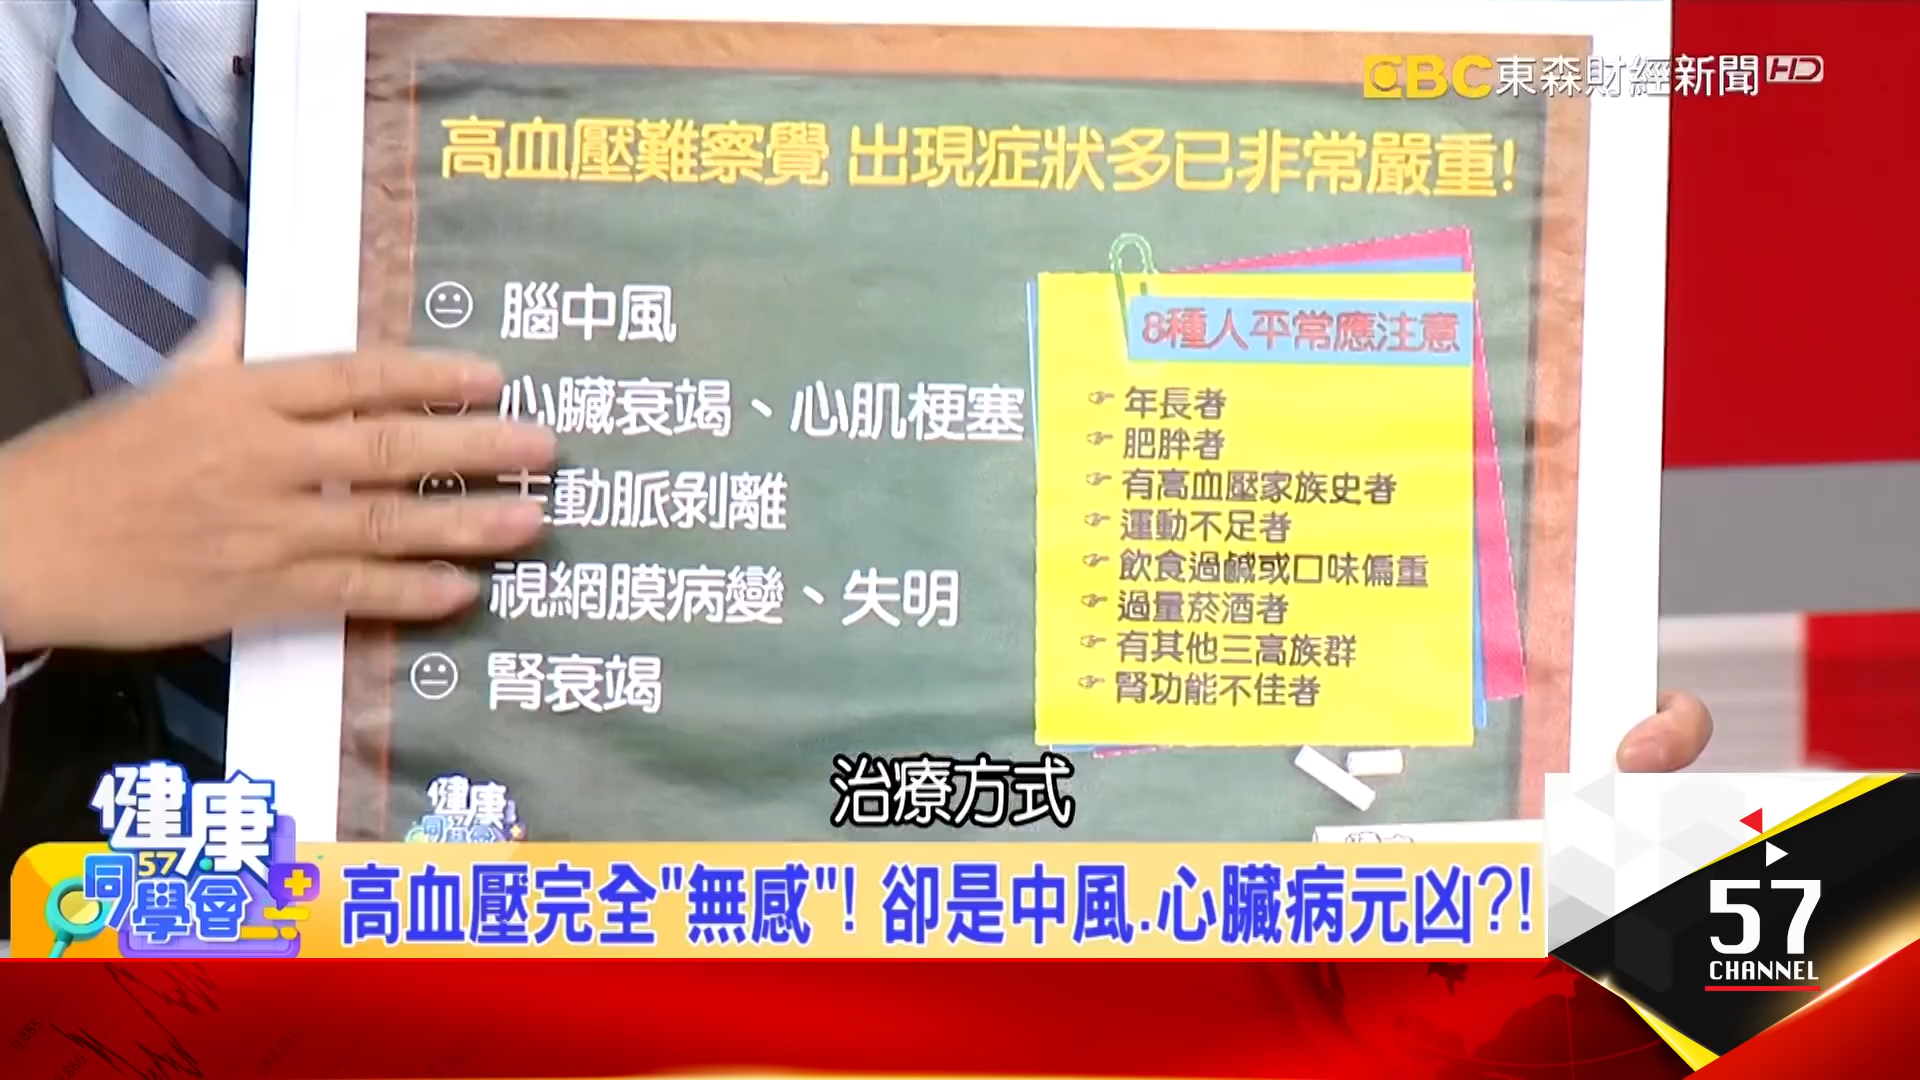 EBC東森財經新聞HD
高血壓難察覺 出現症狀多已非常嚴重!
腦中風
心臟衰竭、心肌梗塞
主動脈剝離
視網膜病變、失明
腎衰竭
8種人平常應注意
年長者
肥胖者
有高血壓家族史者
運動不足者
飲食過鹹或口味偏重
過量菸酒者
有其他三高族群
腎功能不佳者
治療方式
健康
同學會
健康
57
同學會
高血壓完全"無感"! 卻是中風.心臟病元凶?!
57
CHANNEL